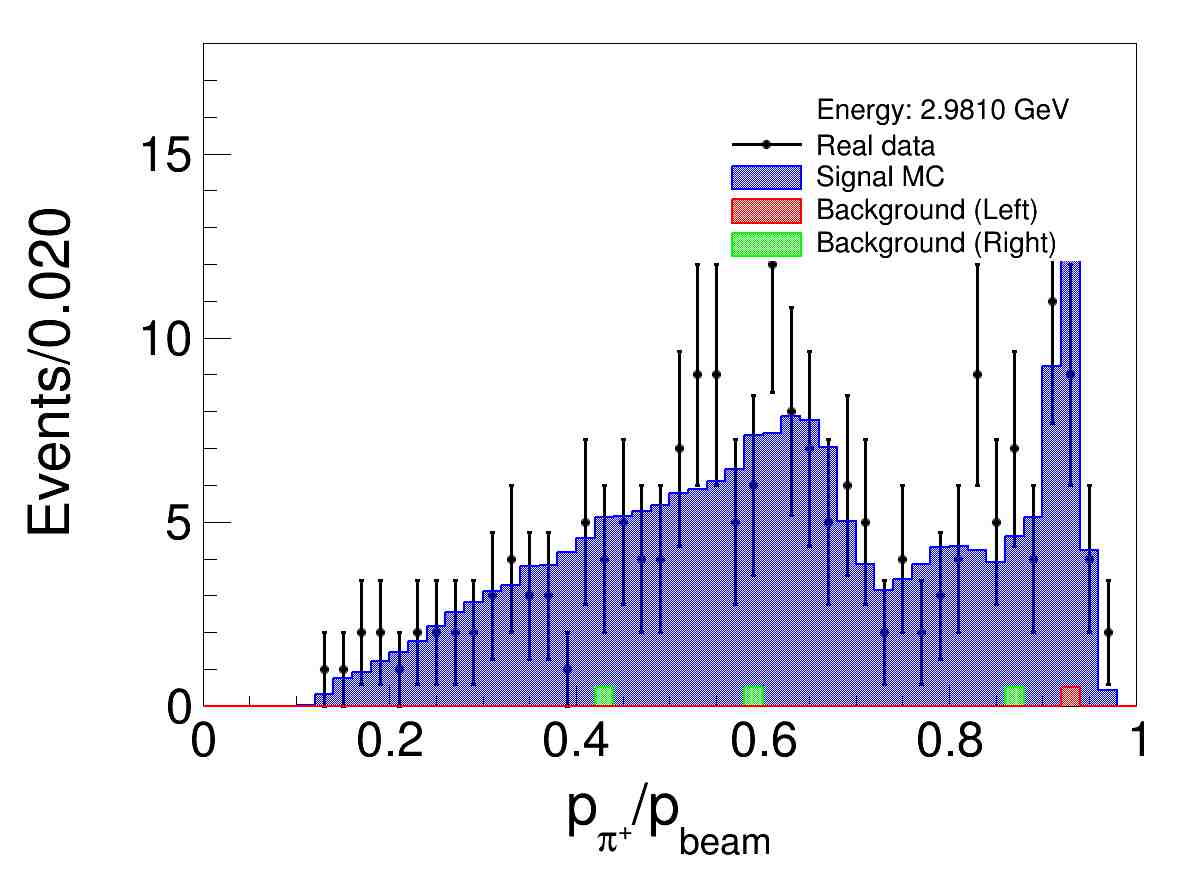 Energy: 2.9810 GeV
Real data
Signal MC
Background (Left)
Background (Right)
Events/0.020
15
10
5
0
0 0.2 0.4 0.6 0.8 1
pπ+/pbeam